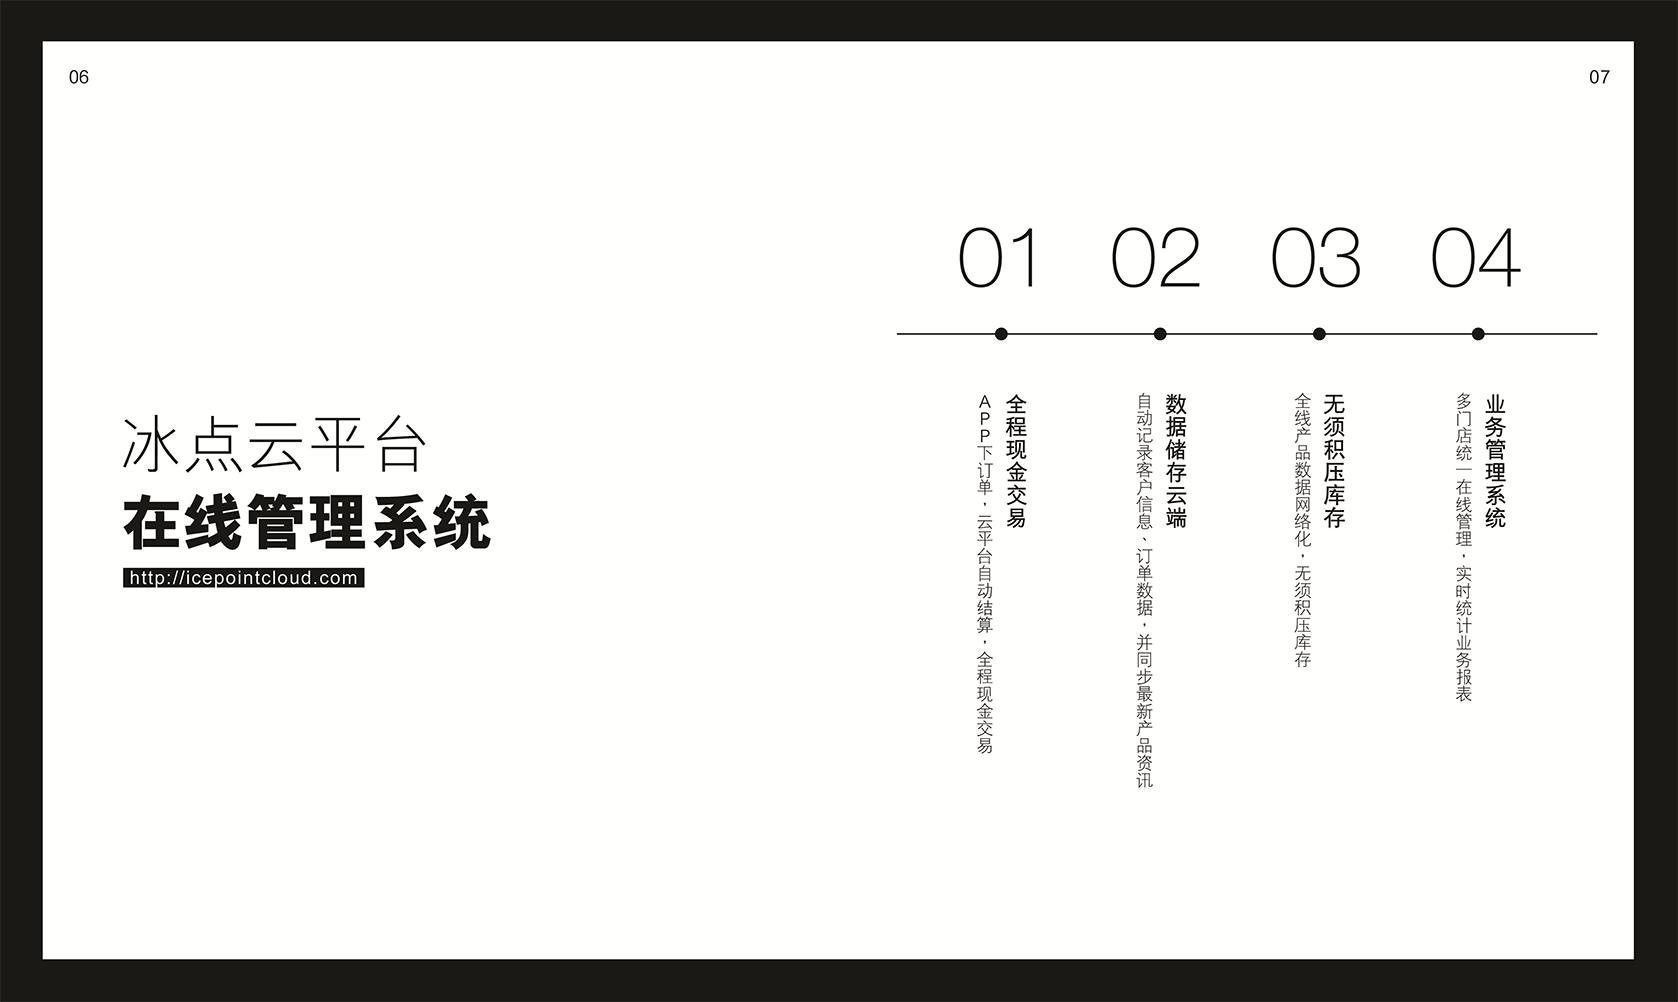 06
07
冰点云平台
在线管理系统
http://icepointcloud.com
01
全程现金交易
APP下订单，云平台自动结算，全程现金交易
02
数据储存云端
自动记录客户信息、订单数据，并同步最新产品资讯
03
无须积压库存
全线产品数据网络化，无须积压库存
04
业务管理系统
多门店统一在线管理，实时统计业务报表